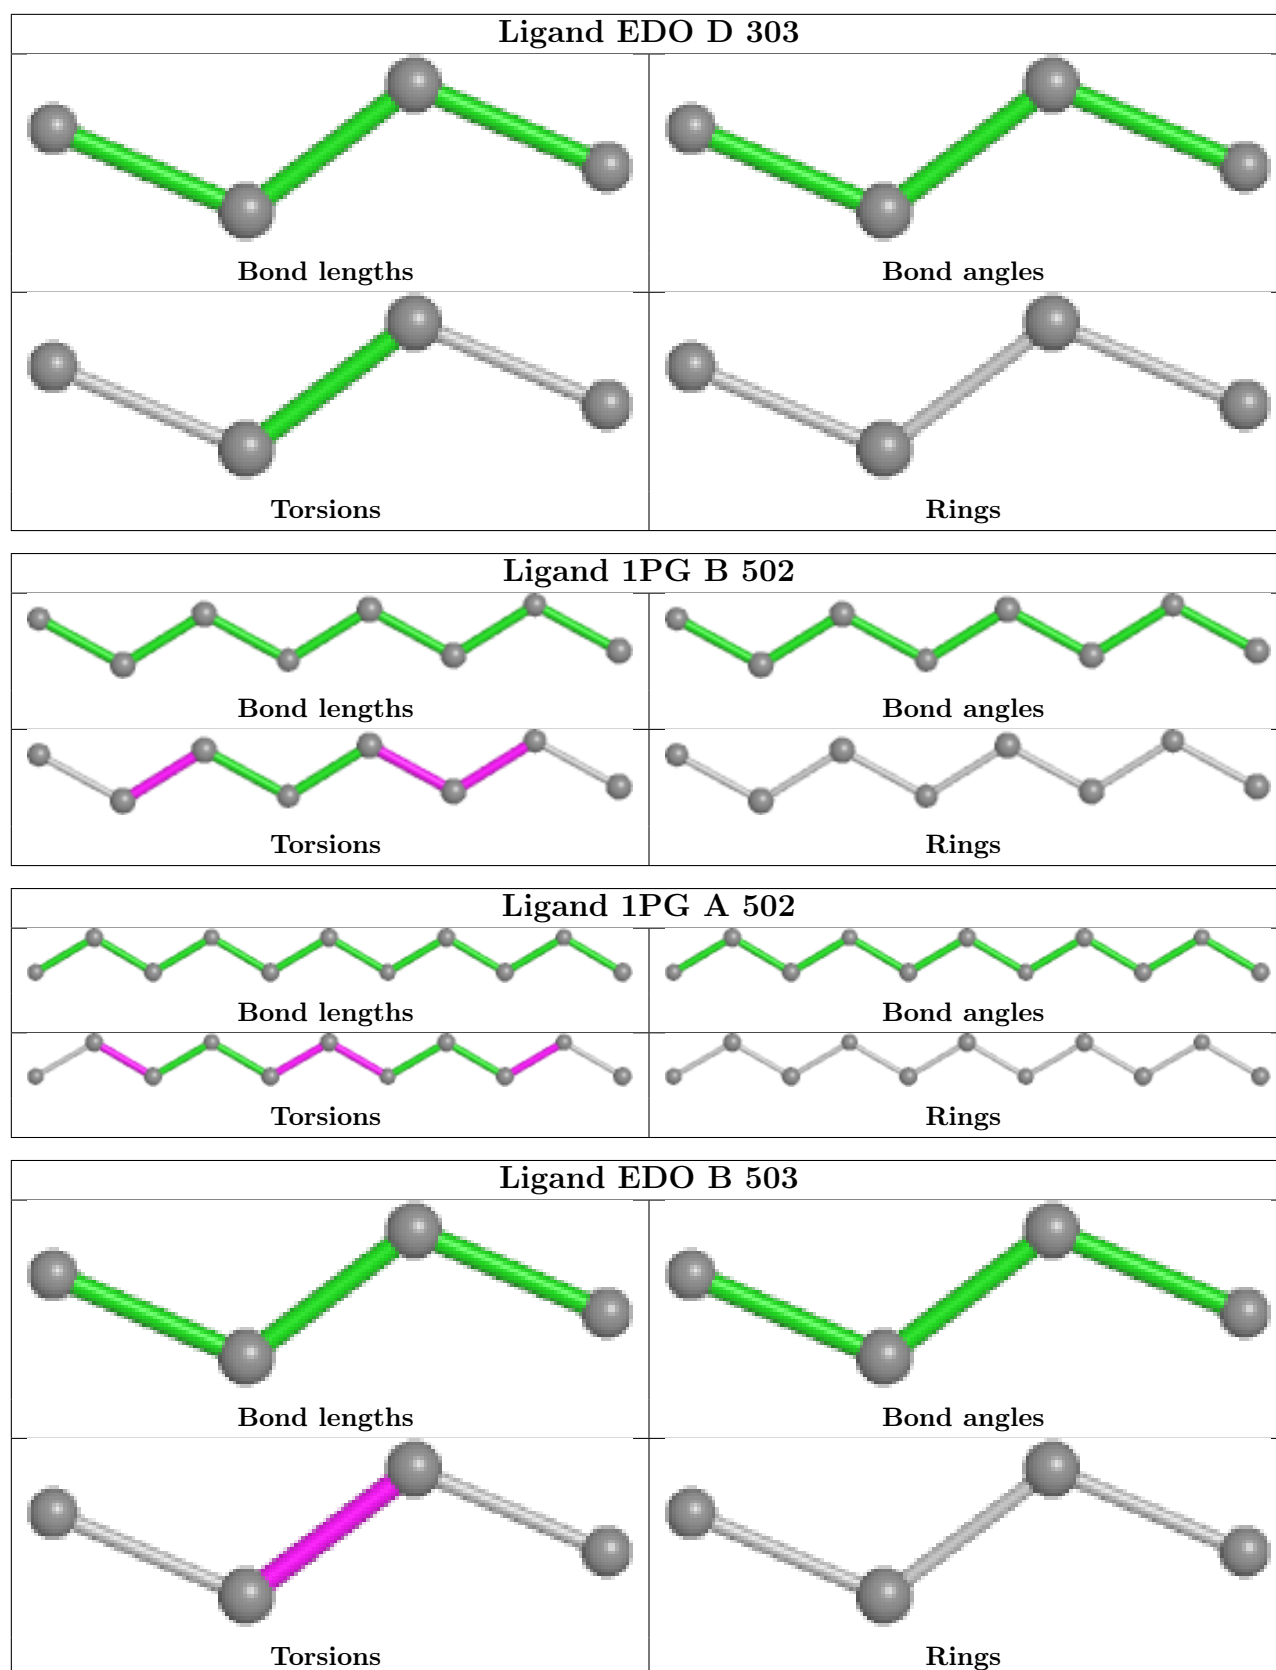 Ligand EDO D 303
Bond lengths
Bond angles
Torsions
Rings
Ligand 1PG B 502
Bond lengths
Bond angles
Torsions
Rings
Ligand 1PG A 502
Bond lengths
Bond angles
Torsions
Rings
Ligand EDO B 503
Bond lengths
Bond angles
Torsions
Rings